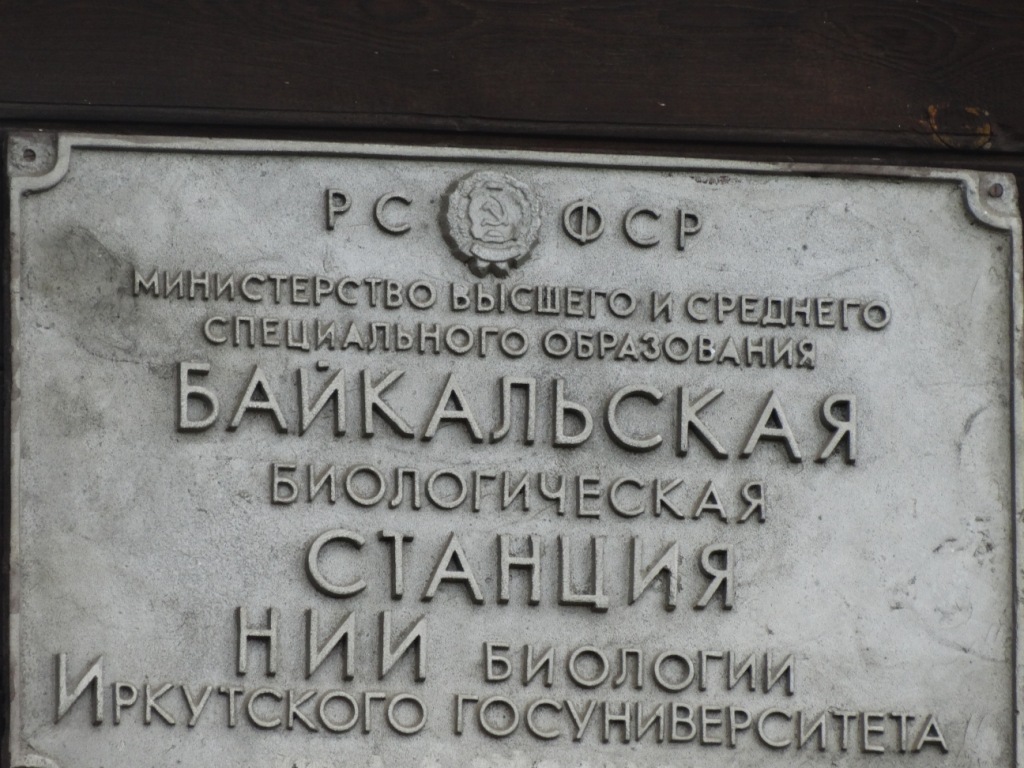 РС ФСР
МИНИСТЕРСТВО ВЫСШЕГО И СРЕДНЕГО
СПЕЦИАЛЬНОГО ОБРАЗОВАНИЯ
БАЙКАЛЬСКАЯ
БИОЛОГИЧЕСКАЯ
СТАНЦИЯ
НИИ БИОЛОГИИ
ИРКУТСКОГО ГОСУНИВЕРСИТЕТА